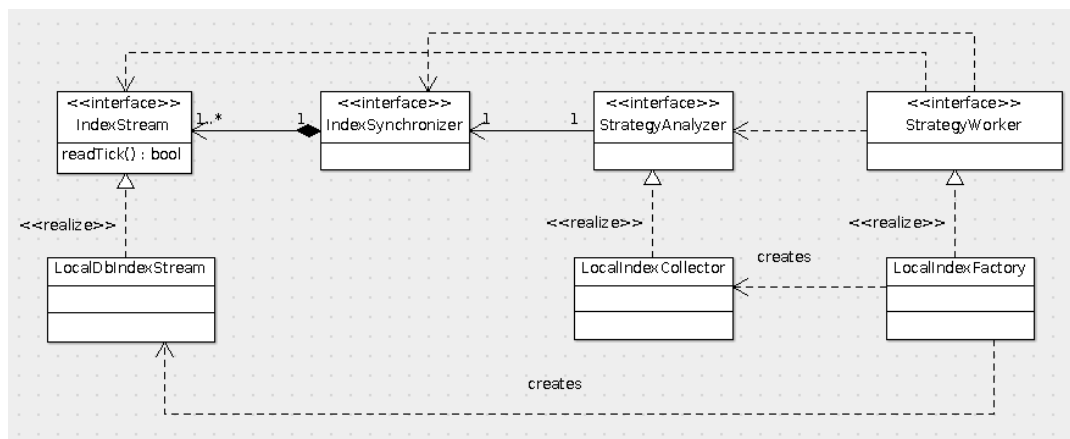 <<interface>>
IndexStream
readTick() : bool
1..*
1
<<interface>>
IndexSynchronizer
1
1
<<interface>>
StrategyAnalyzer
<<interface>>
StrategyWorker
<<realize>>
<<realize>>
<<realize>>
LocalDbIndexStream
LocalIndexCollector
creates
LocalIndexFactory
creates